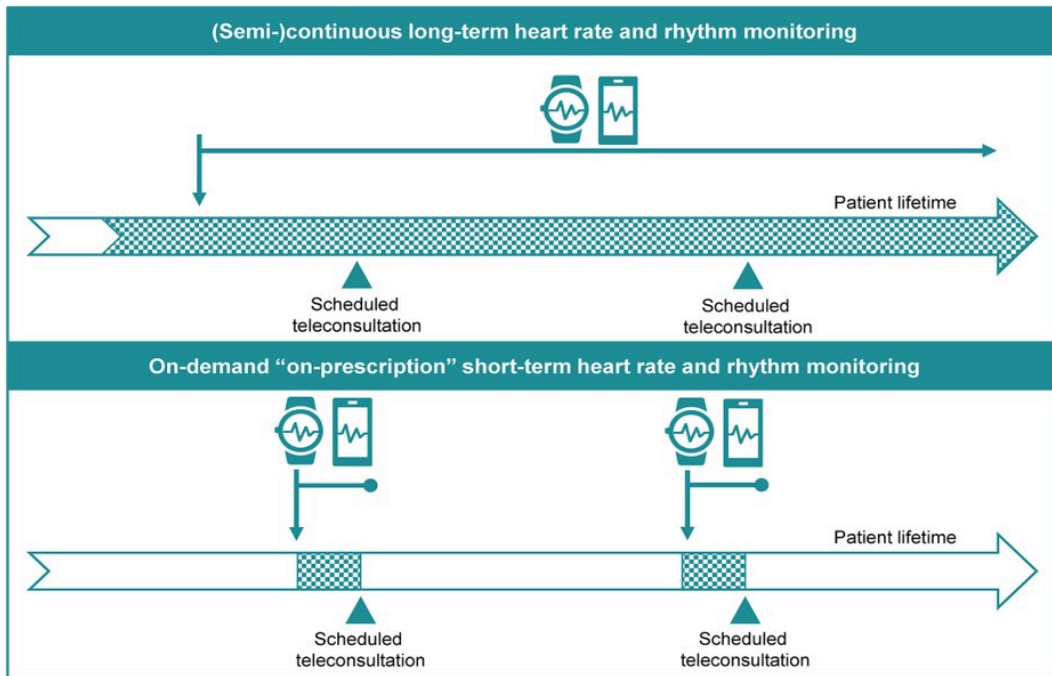 (Semi-)continuous long-term heart rate and rhythm monitoring
Patient lifetime
Scheduled
teleconsultation
Scheduled
teleconsultation
On-demand “on-prescription” short-term heart rate and rhythm monitoring
Patient lifetime
Scheduled
teleconsultation
Scheduled
teleconsultation